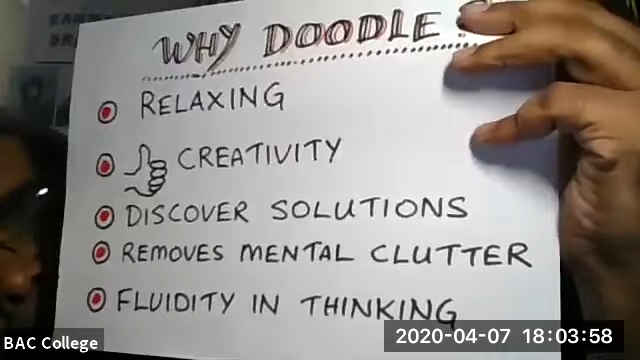 WHY DOODLE
RELAXING
CREATIVITY
DISCOVER SOLUTIONS
REMOVES MENTAL CLUTTER
FLUIDITY IN THINKING
2020-04-07 18:03:58
BAC College